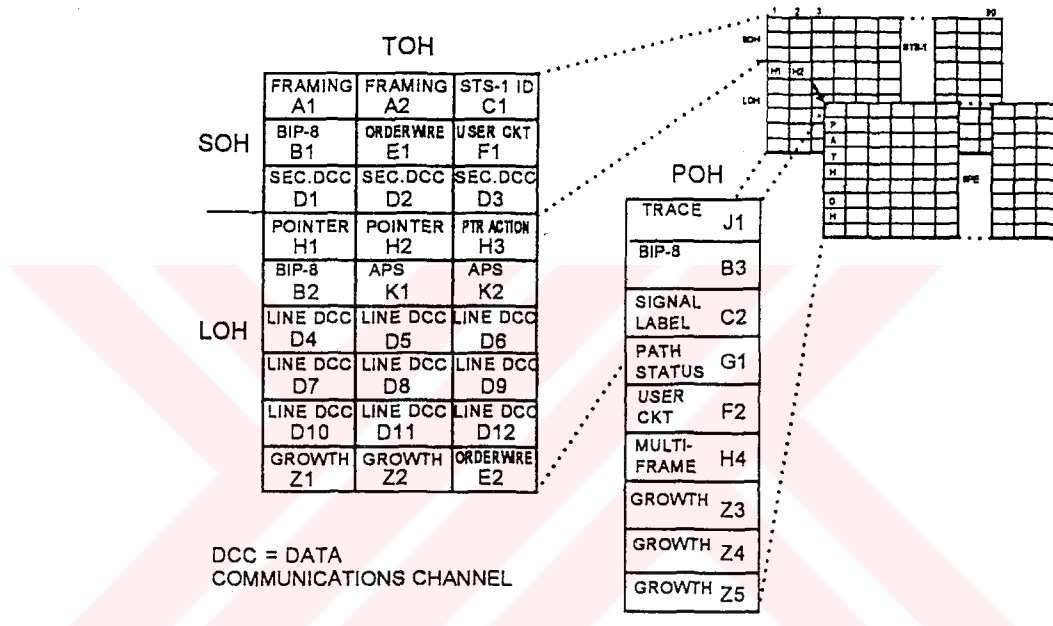 TOH
FRAMING FRAMING STS-1 ID
A1 A2 C1
SOH
BIP-8 ORDERWIRE USER CKT
B1 E1 F1
SEC.DCC SEC.DCC SEC.DCC
D1 D2 D3
POINTER POINTER PTR ACTION
H1 H2 H3
BIP-8 APS APS
B2 K1 K2
LOH
LINE DCC LINE DCC LINE DCC
D4 D5 D6
LINE DCC LINE DCC LINE DCC
D7 D8 D9
LINE DCC LINE DCC LINE DCC
D10 D11 D12
GROWTH GROWTH ORDERWIRE
Z1 Z2 E2
DCC = DATA
COMMUNICATIONS CHANNEL
POH
TRACE J1
BIP-8
B3
SIGNAL
LABEL C2
PATH
STATUS G1
USER
CKT F2
MULTI-
FRAME H4
GROWTH Z3
GROWTH Z4
GROWTH Z5
1 2 3
SOH
STS-1
H1 H2
LOH
P
A
T
H
O
H
SPE